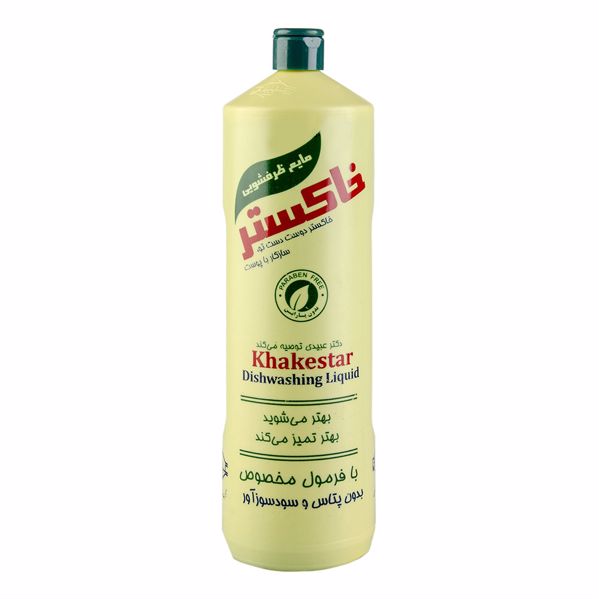 مایع ظرفشویی
خاکستر
خاکستر دوست دست تو،
سازگار با پوست
PARABEN FREE
بدون پارابن
دکتر عبیدی توصیه می‌کند
Khakestar
Dishwashing Liquid
بهتر می‌شوید
بهتر تمیز می‌کند
با فرمول مخصوص
بدون پتاس و سودسوزآور